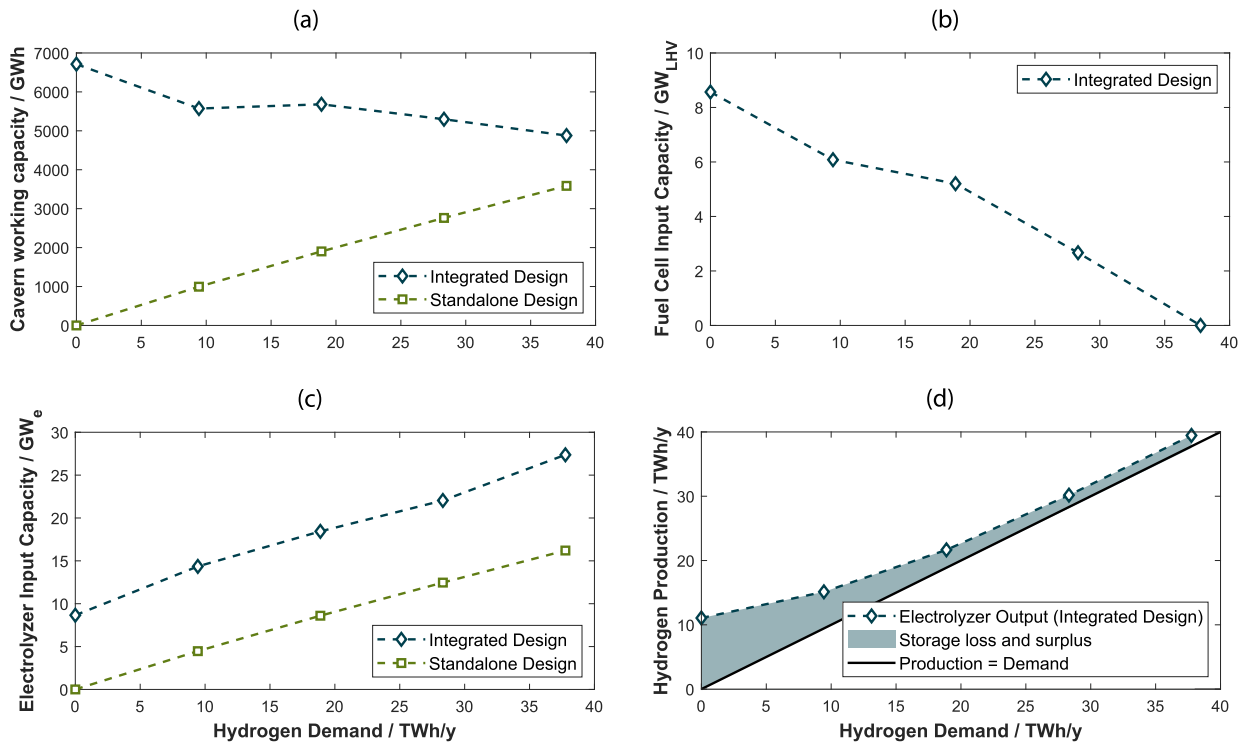 (a)
Cavern working capacity / GWh
7000
6000
5000
4000
3000
2000
1000
0
0 5 10 15 20 25 30 35 40
Integrated Design
Standalone Design
(b)
Fuel Cell Input Capacity / GW_LHV
10
8
6
4
2
0
0 5 10 15 20 25 30 35 40
Integrated Design
(c)
Electrolyzer Input Capacity / GW_e
30
25
20
15
10
5
0
0 5 10 15 20 25 30 35 40
Integrated Design
Standalone Design
Hydrogen Demand / TWh/y
(d)
Hydrogen Production / TWh/y
40
30
20
10
0
0 5 10 15 20 25 30 35 40
Electrolyzer Output (Integrated Design)
Storage loss and surplus
Production = Demand
Hydrogen Demand / TWh/y